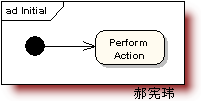 ad Initial
Perform
Action
郝宪玮